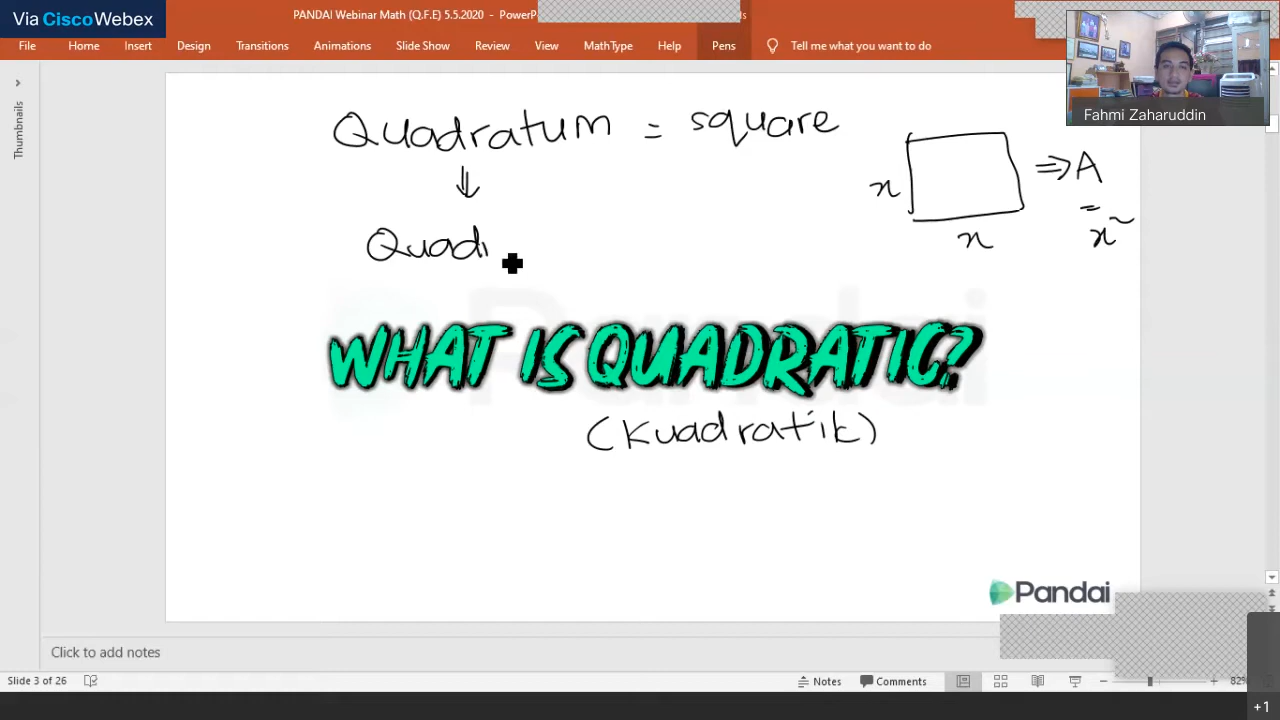 Via Cisco Webex
PANDAI Webinar Math (Q.F.E) 5.5.2020 - PowerP
File Home Insert Design Transitions Animations Slide Show Review View MathType Help Pens Tell me what you want to do
Fahmi Zaharuddin
Thumbnails
Quadratum = square
⇓
x
x
⇒ A
=
x²
Quadr
WHAT IS QUADRATIC?
(Kuadratik)
Pandai
Click to add notes
Slide 3 of 26 Notes Comments 82%
+1